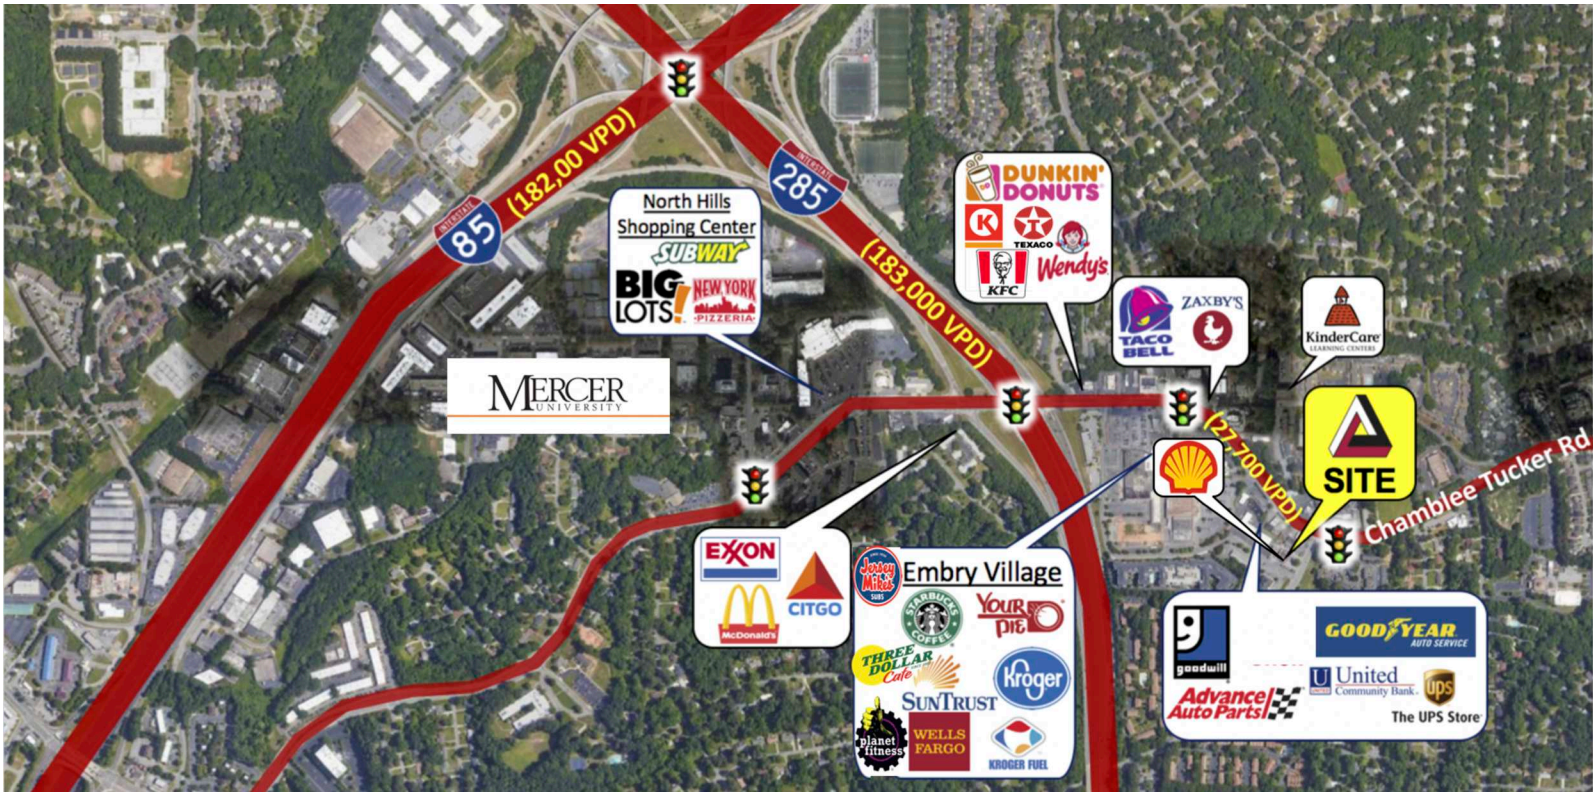 INTERSTATE
85
(182,00 VPD)
INTERSTATE
285
(183,000 VPD)
North Hills
Shopping Center
SUBWAY
BIG
LOTS!
NEW YORK
PIZZERIA
MERCER
UNIVERSITY
DUNKIN'
DONUTS
K
T
TEXACO
KFC
Wendy's
TACO
BELL
ZAXBY'S
KinderCare
LEARNING CENTERS
SITE
(27,700 VPD)
Chamblee Tucker Rd
EXXON
CITGO
McDonald's
Jersey
Mike's
SUBS
Embry Village
STARBUCKS
COFFEE
YOUR
PIE
THREE
DOLLAR
Cafe
SUNTRUST
Kroger
planet
fitness
WELLS
FARGO
KROGER FUEL
g
goodwill
GOODYEAR
AUTO SERVICE
Advance
Auto Parts
U
UNITED
United
Community Bank
ups
The UPS Store